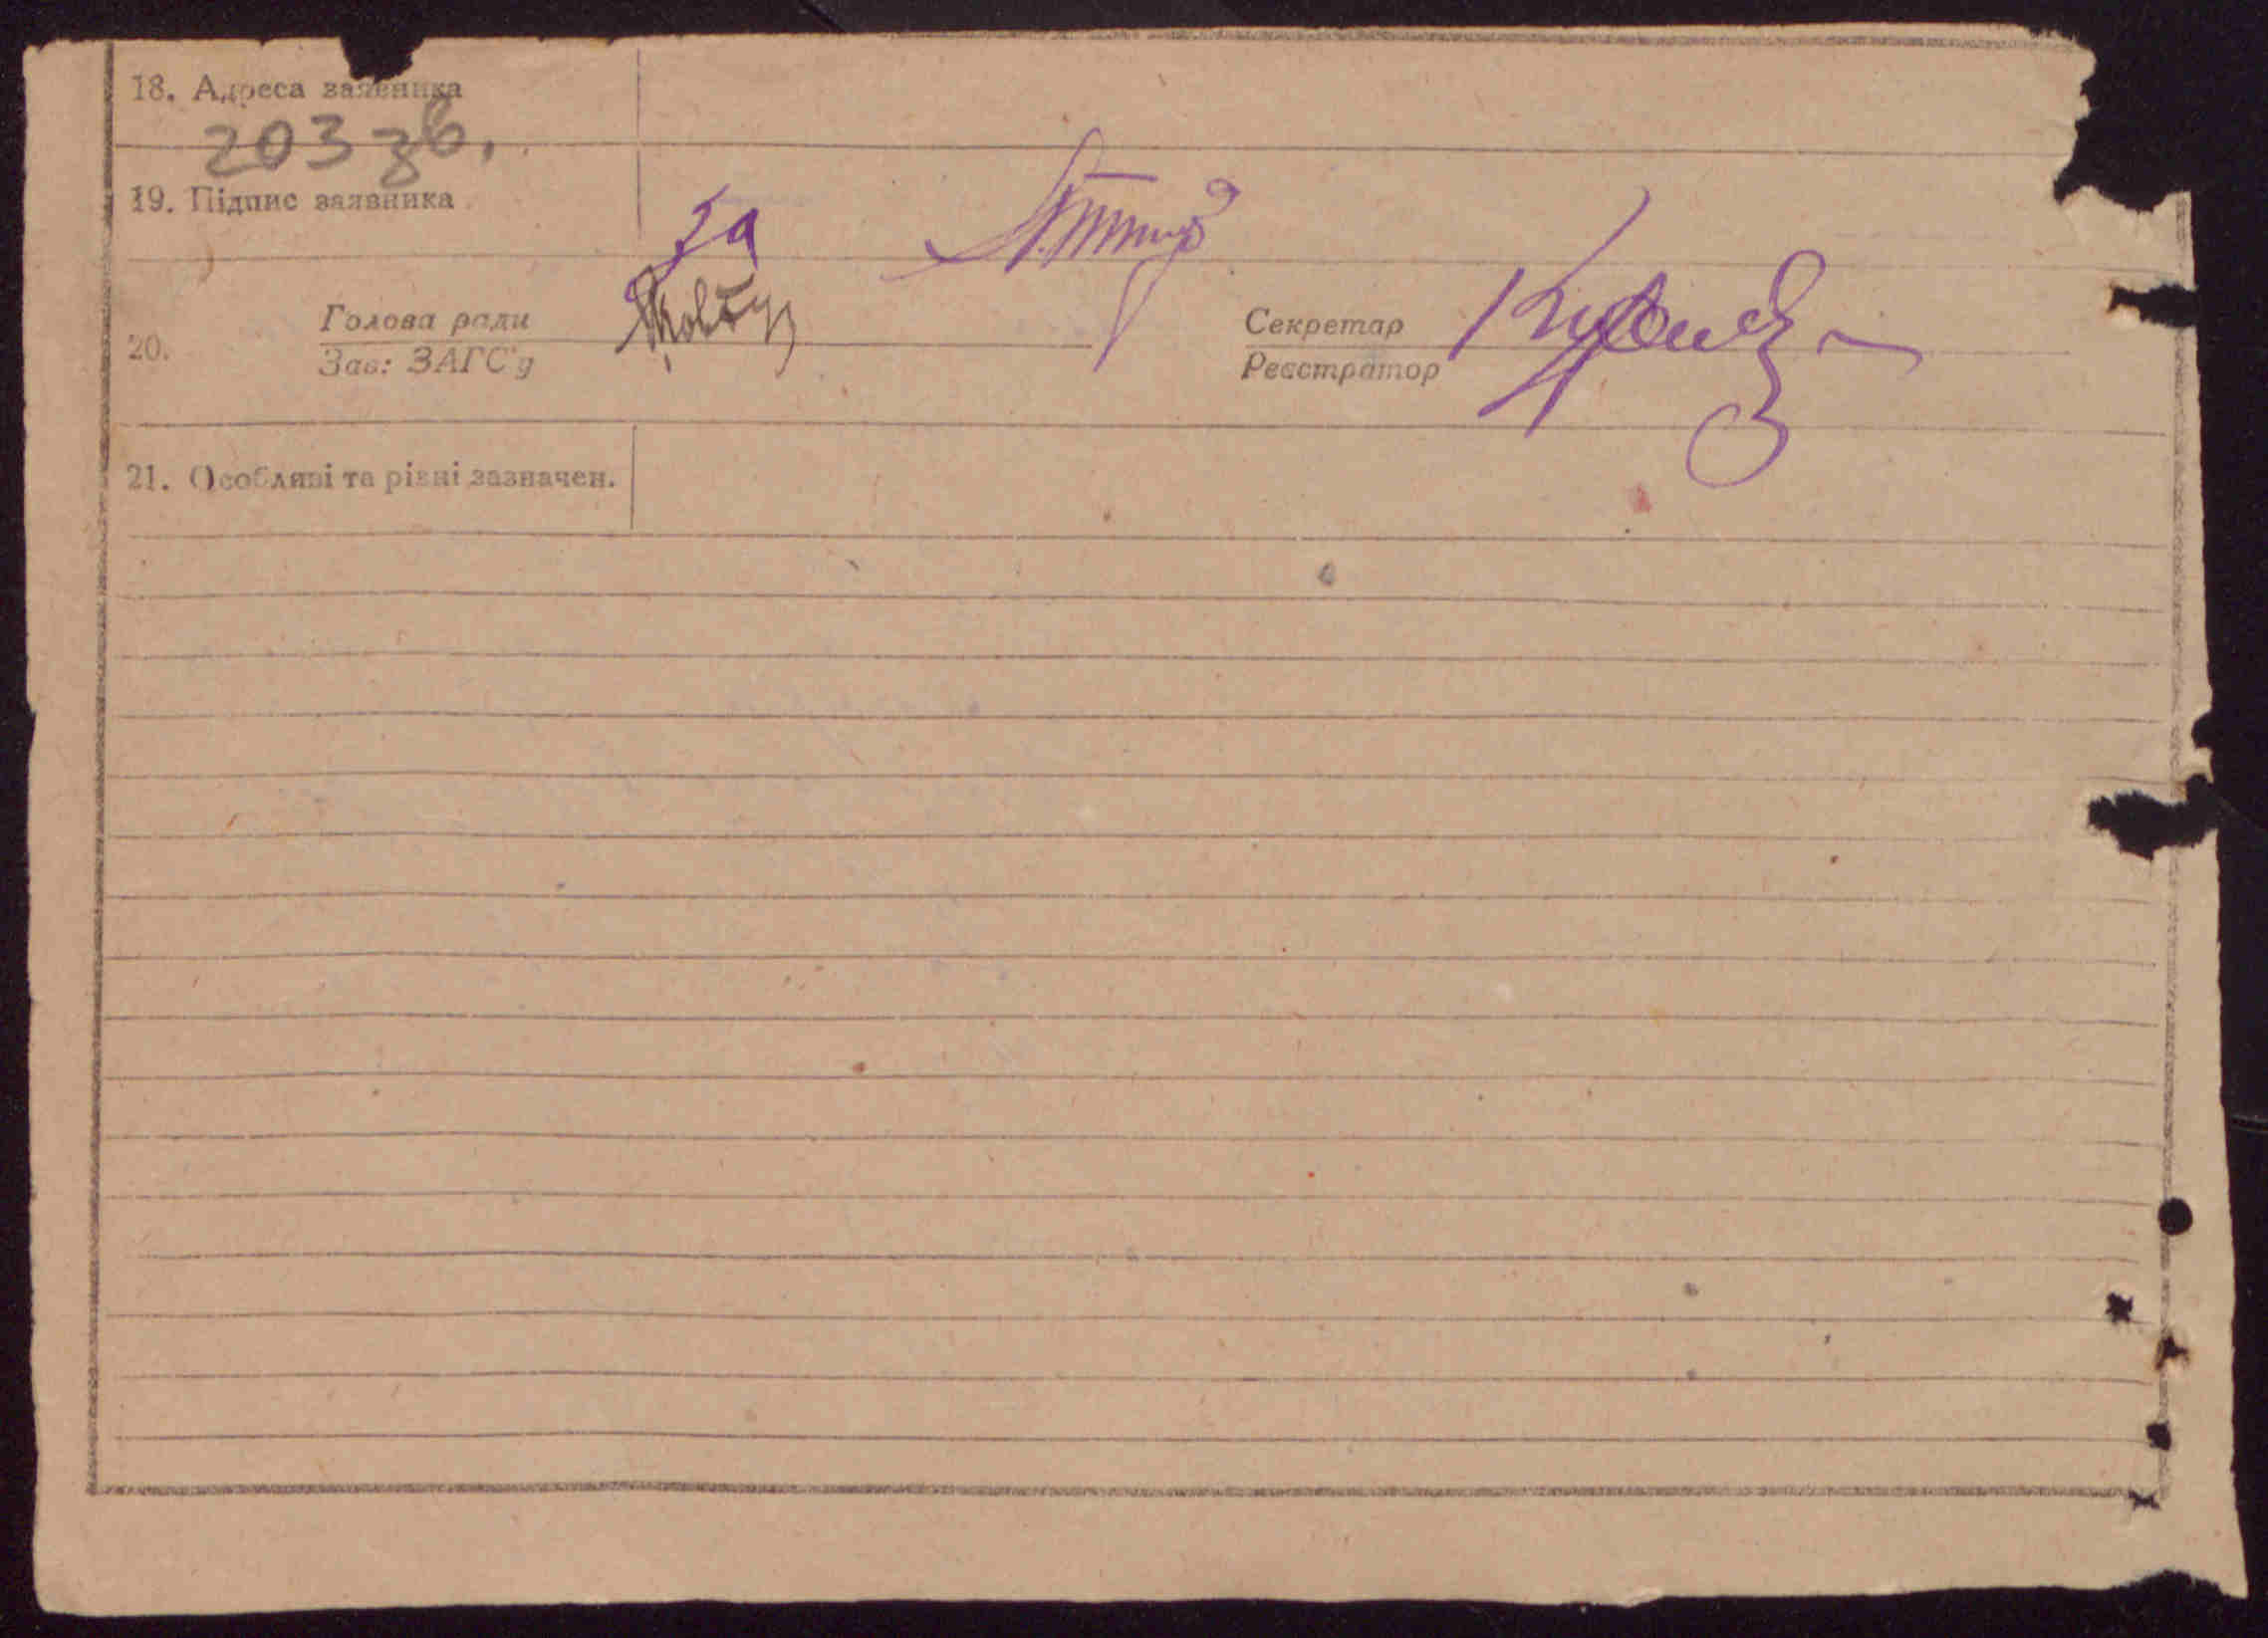 18. Адреса заявника
203 зв.
19. Підпис заявника
За
Голова ради
Секретар
20.
Зав: ЗАГС'у
Реєстратор
21. Особливі та різні зазначен.